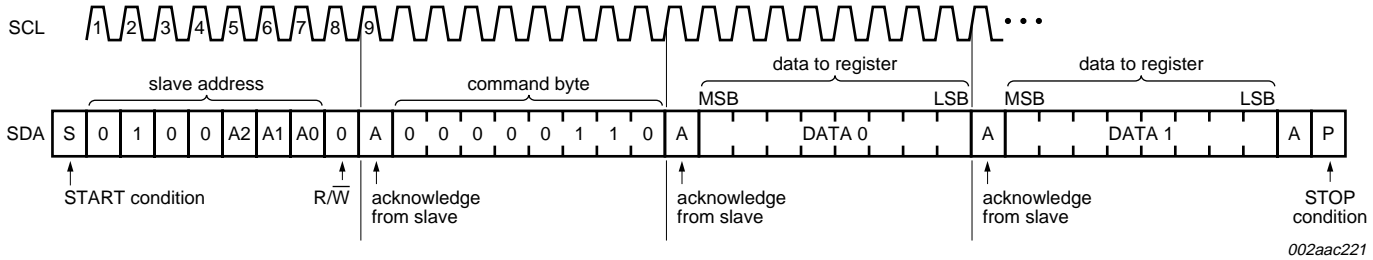 SCL 1 2 3 4 5 6 7 8 9 •••
slave address command byte data to register data to register
MSB LSB MSB LSB
SDA S 0 1 0 0 A2 A1 A0 0 A 0 0 0 0 0 1 1 0 A DATA 0 A DATA 1 A P
START condition R/W̅ acknowledge acknowledge acknowledge STOP
from slave from slave from slave condition
002aac221